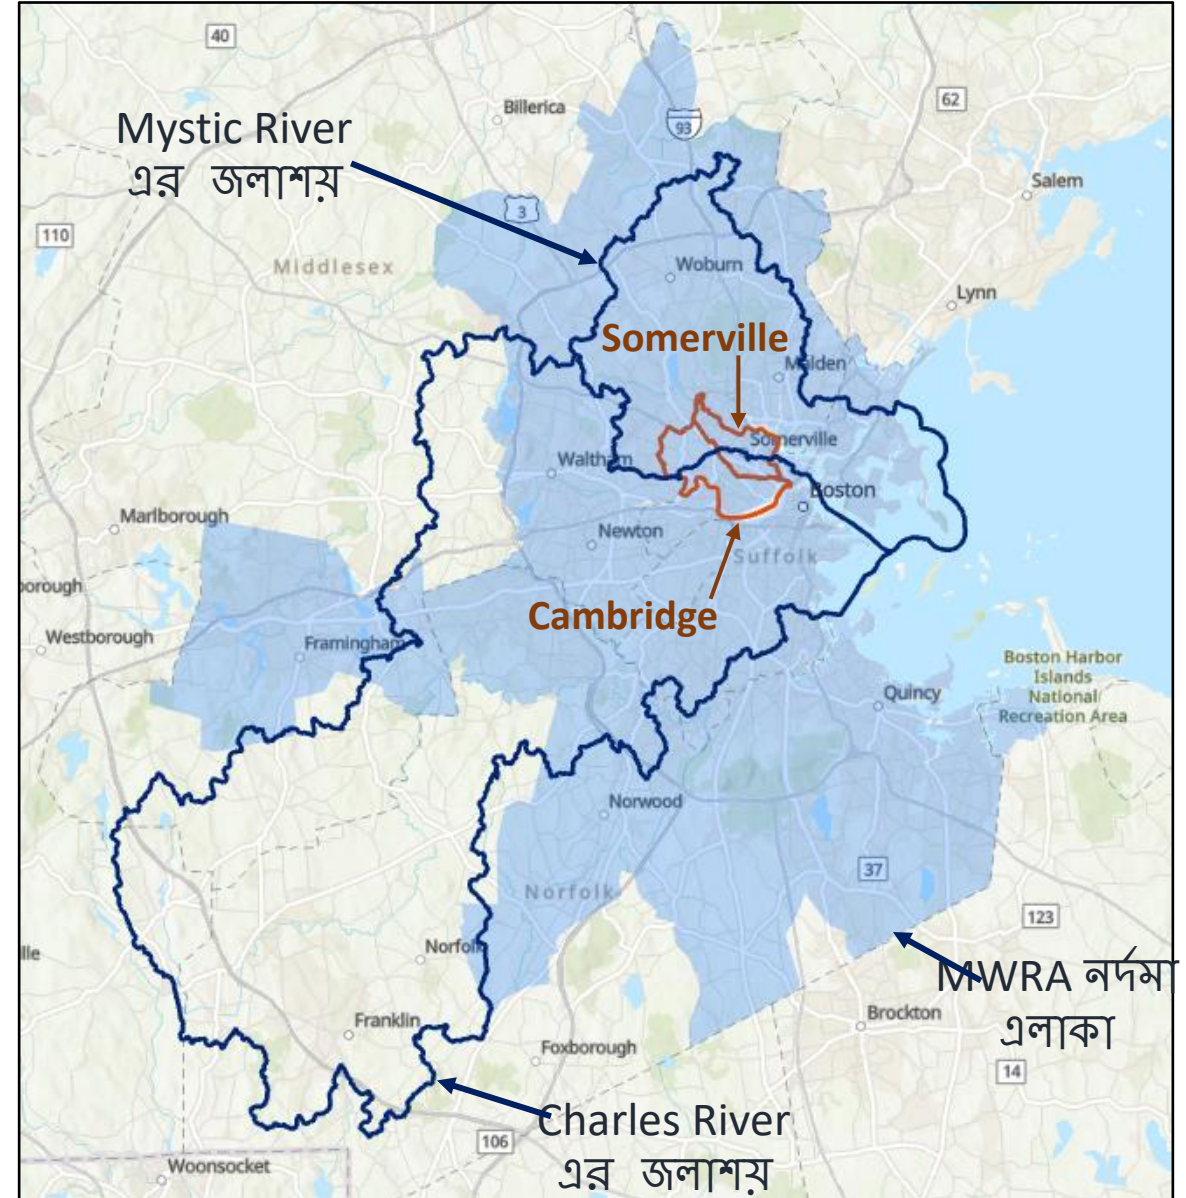 40
Billerica
62
93
Mystic River
এর জলাশয়
Salem
3
110
Middlesex
Woburn
Lynn
Somerville
Malden
Somerville
Waltham
Boston
Marlborough
Newton
Suffolk
borough
Cambridge
Westborough
Framingham
Boston Harbor
Islands
National
Recreation Area
Quincy
Norwood
37
Norfolk
123
Norfolk
lle
MWRA নর্দমা
এলাকা
Brockton
Franklin
Foxborough
14
Charles River
এর জলাশয়
106
Woonsocket